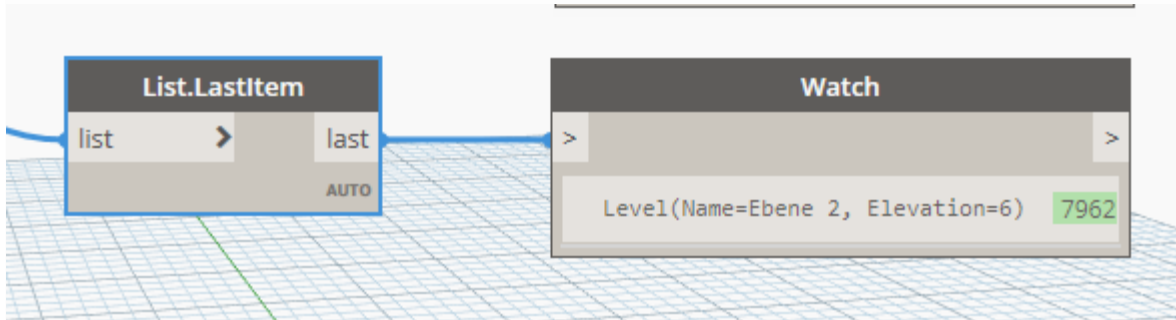 List.LastItem
list > last
AUTO
Watch
> >
Level(Name=Ebene 2, Elevation=6) 7962